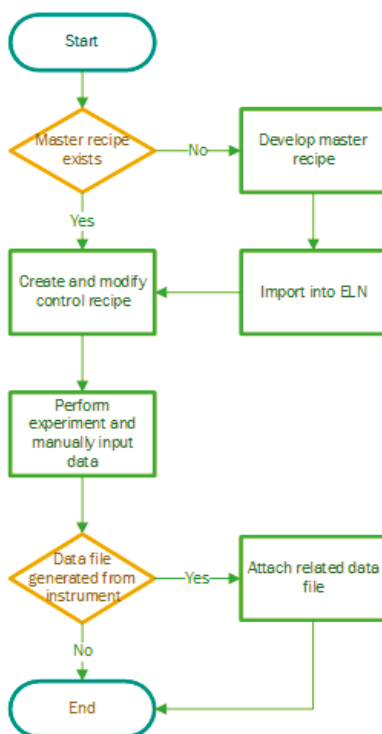 Start
Master recipe
exists
No
Develop master
recipe
Yes
Create and modify
control recipe
Import into ELN
Perform
experiment and
manually input
data
Data file
generated from
instrument
Yes
Attach related data
file
No
End